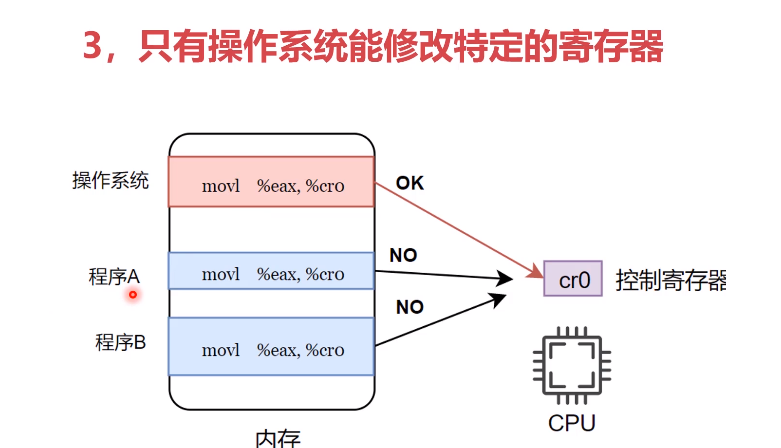 3，只有操作系统能修改特定的寄存器
操作系统
movl %eax, %cr0
OK
程序A
movl %eax, %cr0
NO
cr0
控制寄存器
程序B
movl %eax, %cr0
NO
内存
CPU